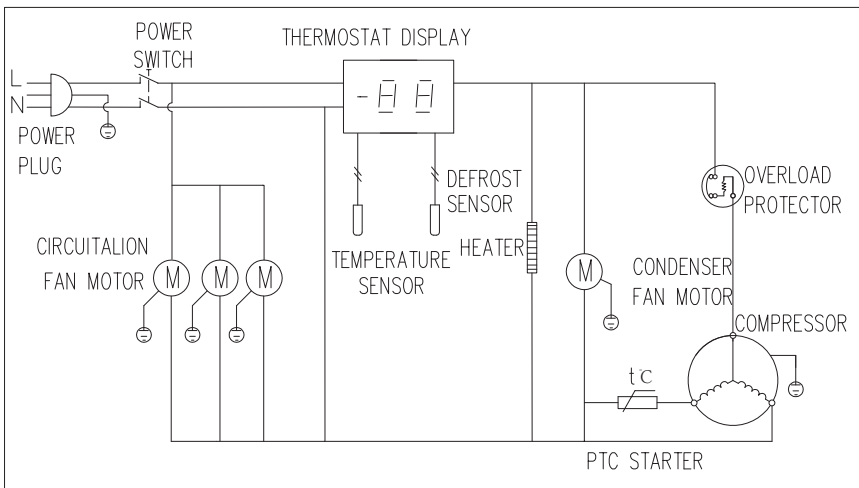 POWER
SWITCH
THERMOSTAT DISPLAY
L
N
POWER
PLUG
-88
DEFROST
SENSOR
OVERLOAD
PROTECTOR
CIRCUITALION
FAN MOTOR
M
M
M
TEMPERATURE
SENSOR
HEATER
M
CONDENSER
FAN MOTOR
COMPRESSOR
t℃
PTC STARTER